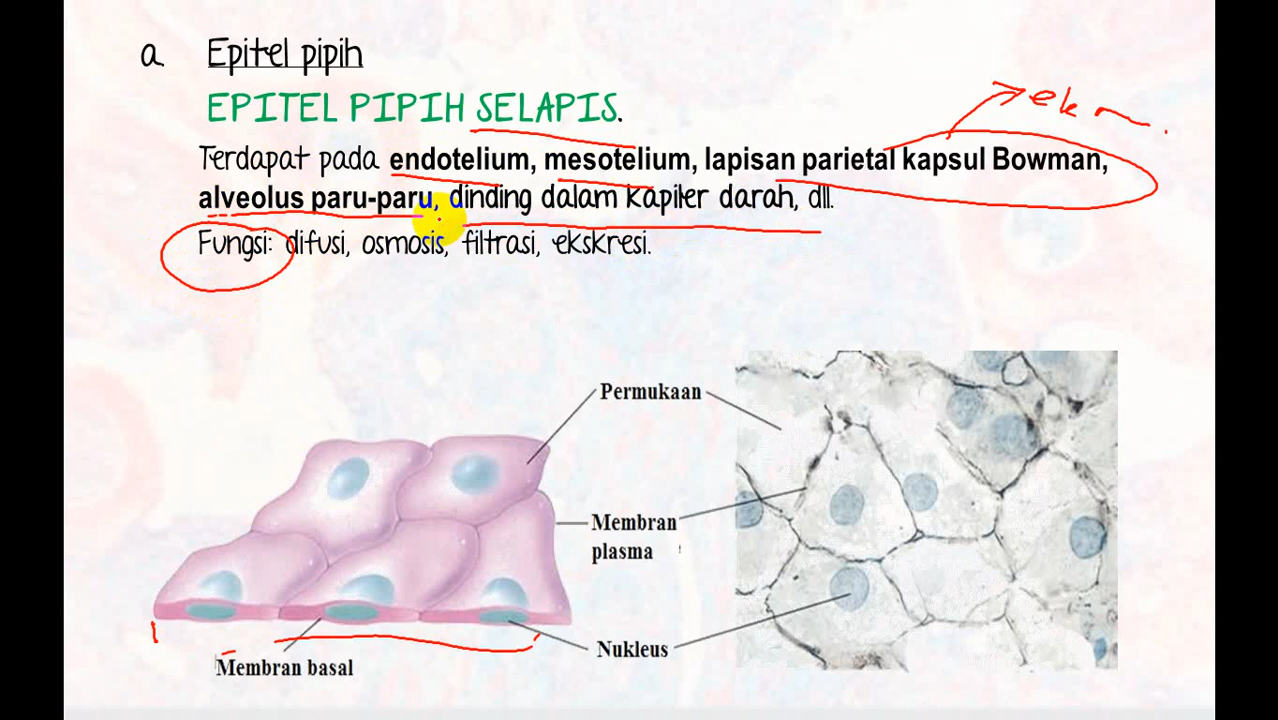 a. Epitel pipih
EPITEL PIPIH SELAPIS.
Terdapat pada endotelium, mesotelium, lapisan parietal kapsul Bowman,
alveolus paru-paru, dinding dalam kapiler darah, dll.
Fungsi: difusi, osmosis, filtrasi, ekskresi.
Permukaan
Membran
plasma
Nukleus
Membran basal